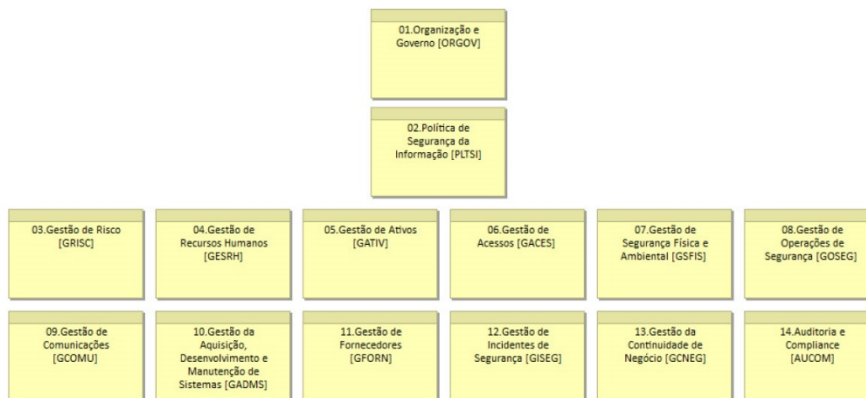 01.Organização e
Governo [ORGOV]
02.Política de
Segurança da
Informação [PLTSI]
03.Gestão de Risco
[GRISC]
04.Gestão de
Recursos Humanos
[GESRH]
05.Gestão de Ativos
[GATIV]
06.Gestão de
Acessos [GACES]
07.Gestão de
Segurança Física e
Ambiental [GSFIS]
08.Gestão de
Operações de
Segurança [GOSEG]
09.Gestão de
Comunicações
[GCOMU]
10.Gestão da
Aquisição,
Desenvolvimento e
Manutenção de
Sistemas [GADMS]
11.Gestão de
Fornecedores
[GFORN]
12.Gestão de
Incidentes de
Segurança [GISEG]
13.Gestão da
Continuidade de
Negócio [GCNEG]
14.Auditoria e
Compliance
[AUCOM]